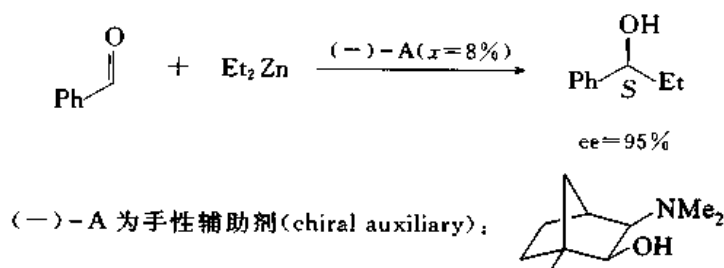 O OH
(−)-A(x=8%)
Ph + Et₂Zn Ph S Et
ee=95%
(−)-A 为手性辅助剂(chiral auxiliary):
NMe₂
OH